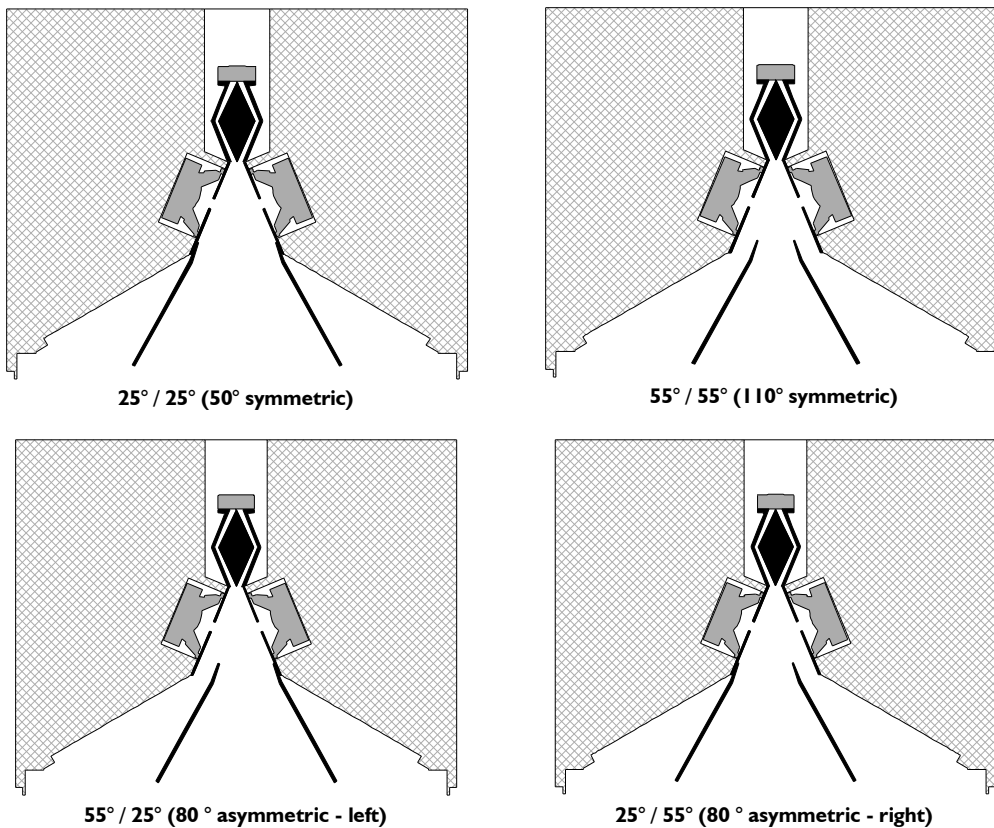 25° / 25° (50° symmetric)
55° / 55° (110° symmetric)
55° / 25° (80 ° asymmetric - left)
25° / 55° (80 ° asymmetric - right)